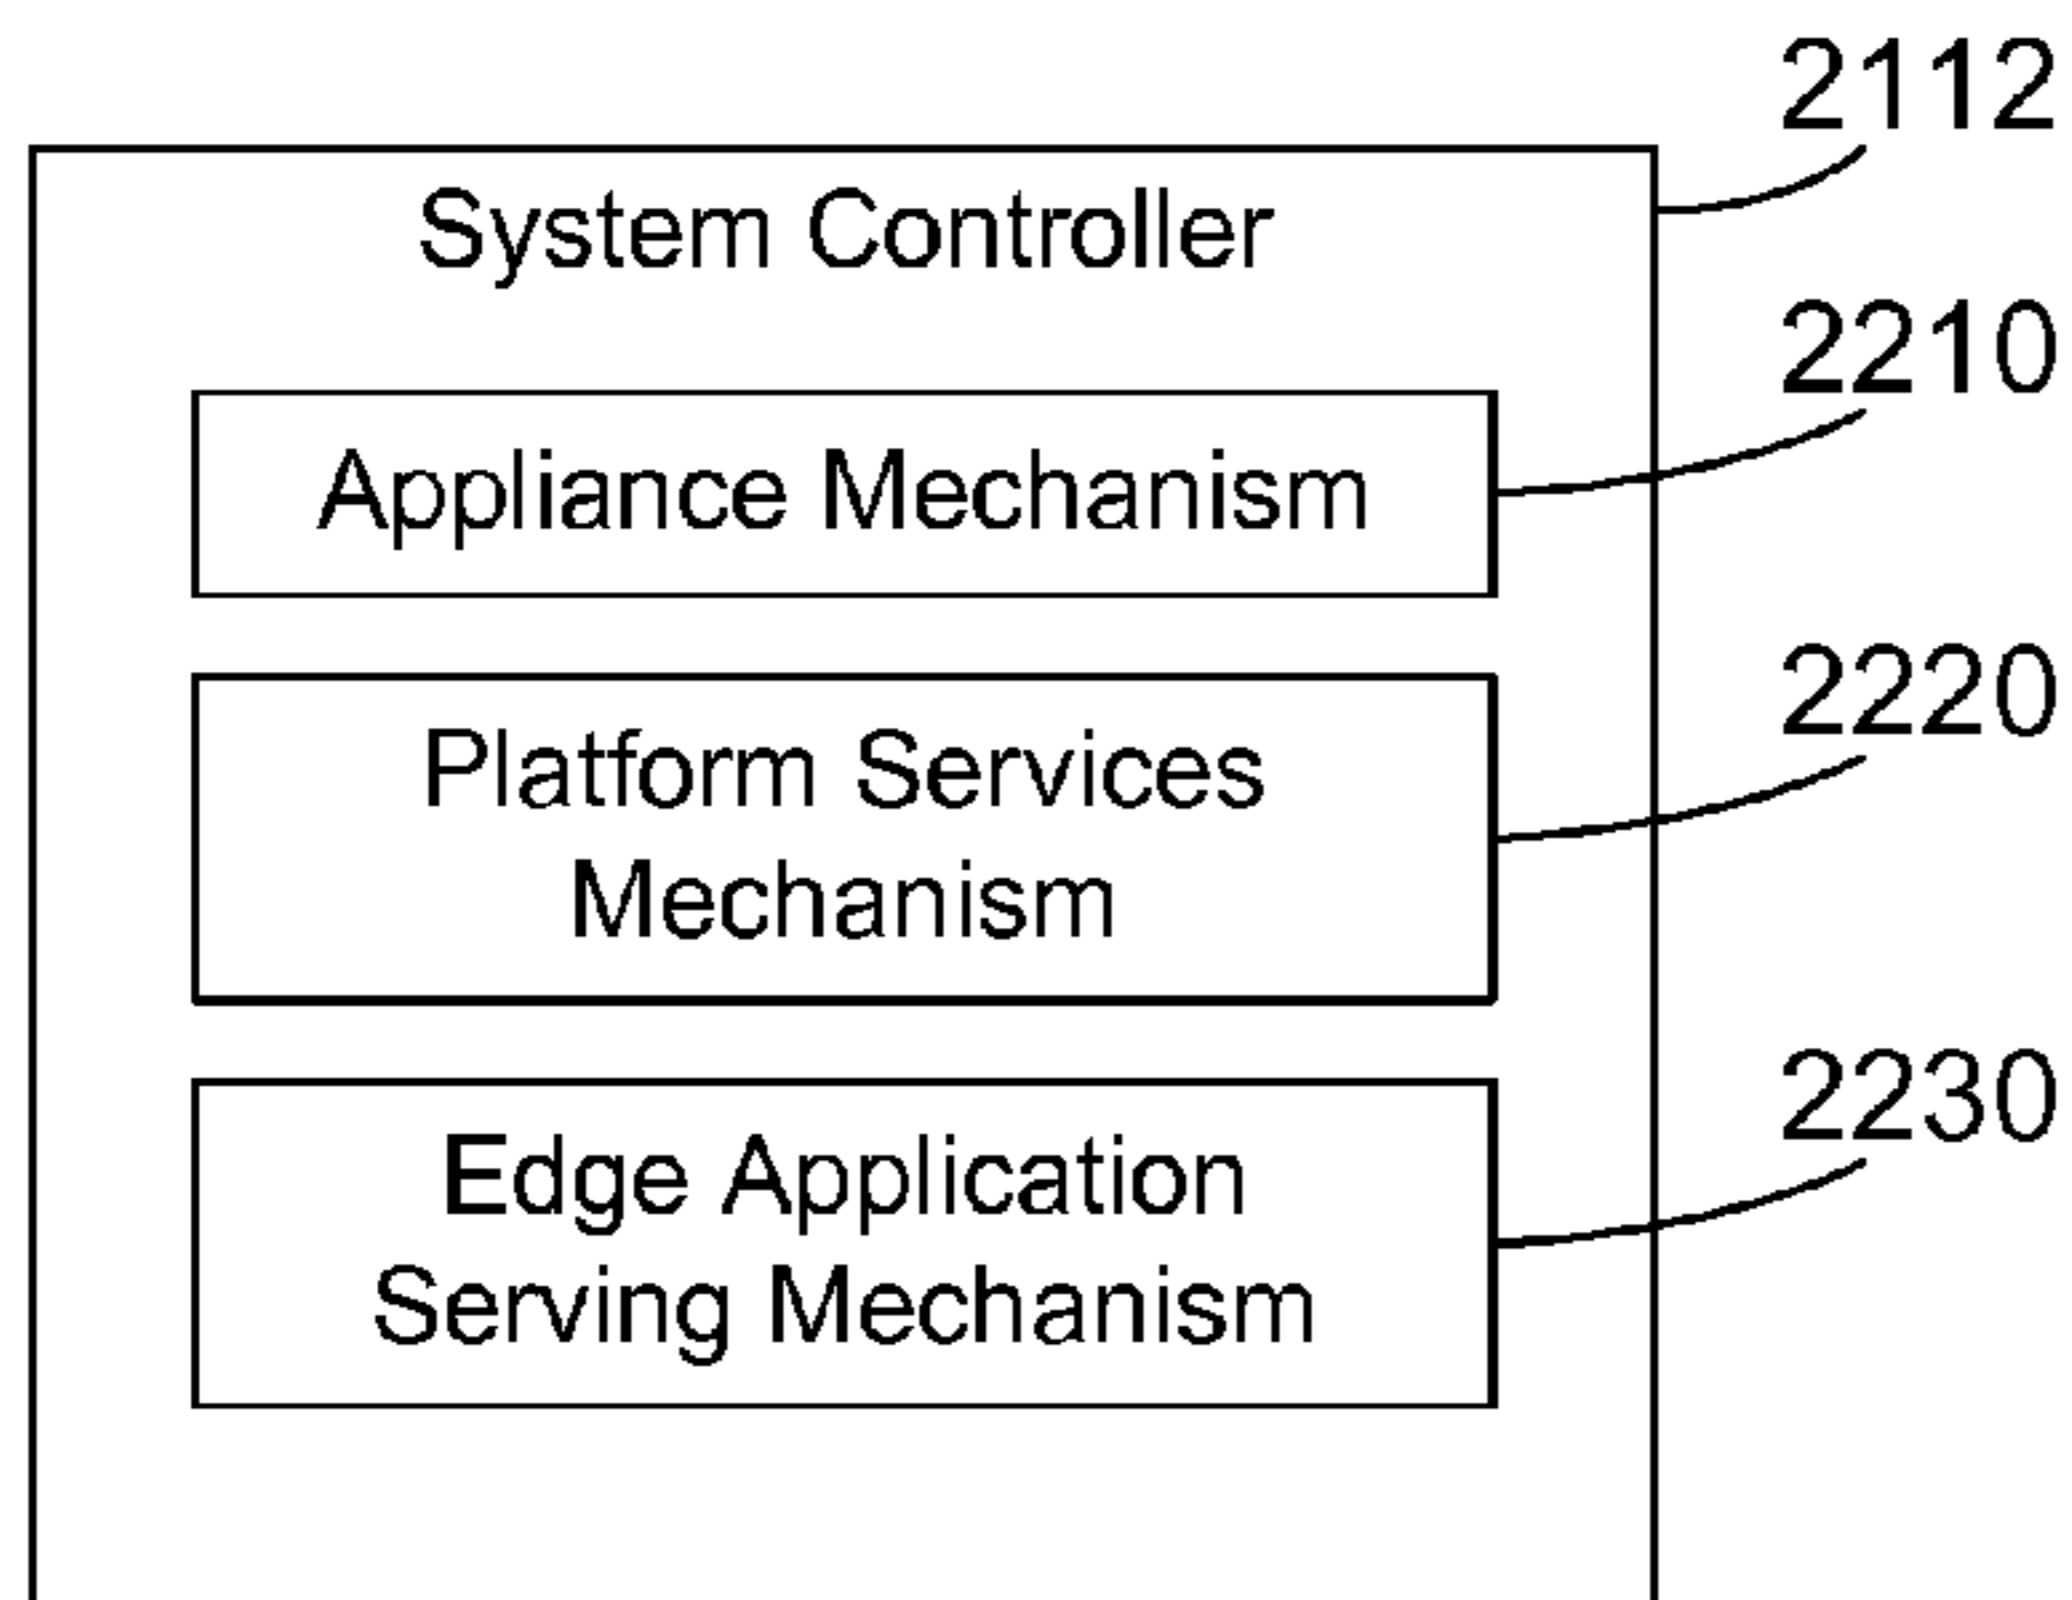 2112
System Controller
2210
Appliance Mechanism
2220
Platform Services
Mechanism
2230
Edge Application
Serving Mechanism